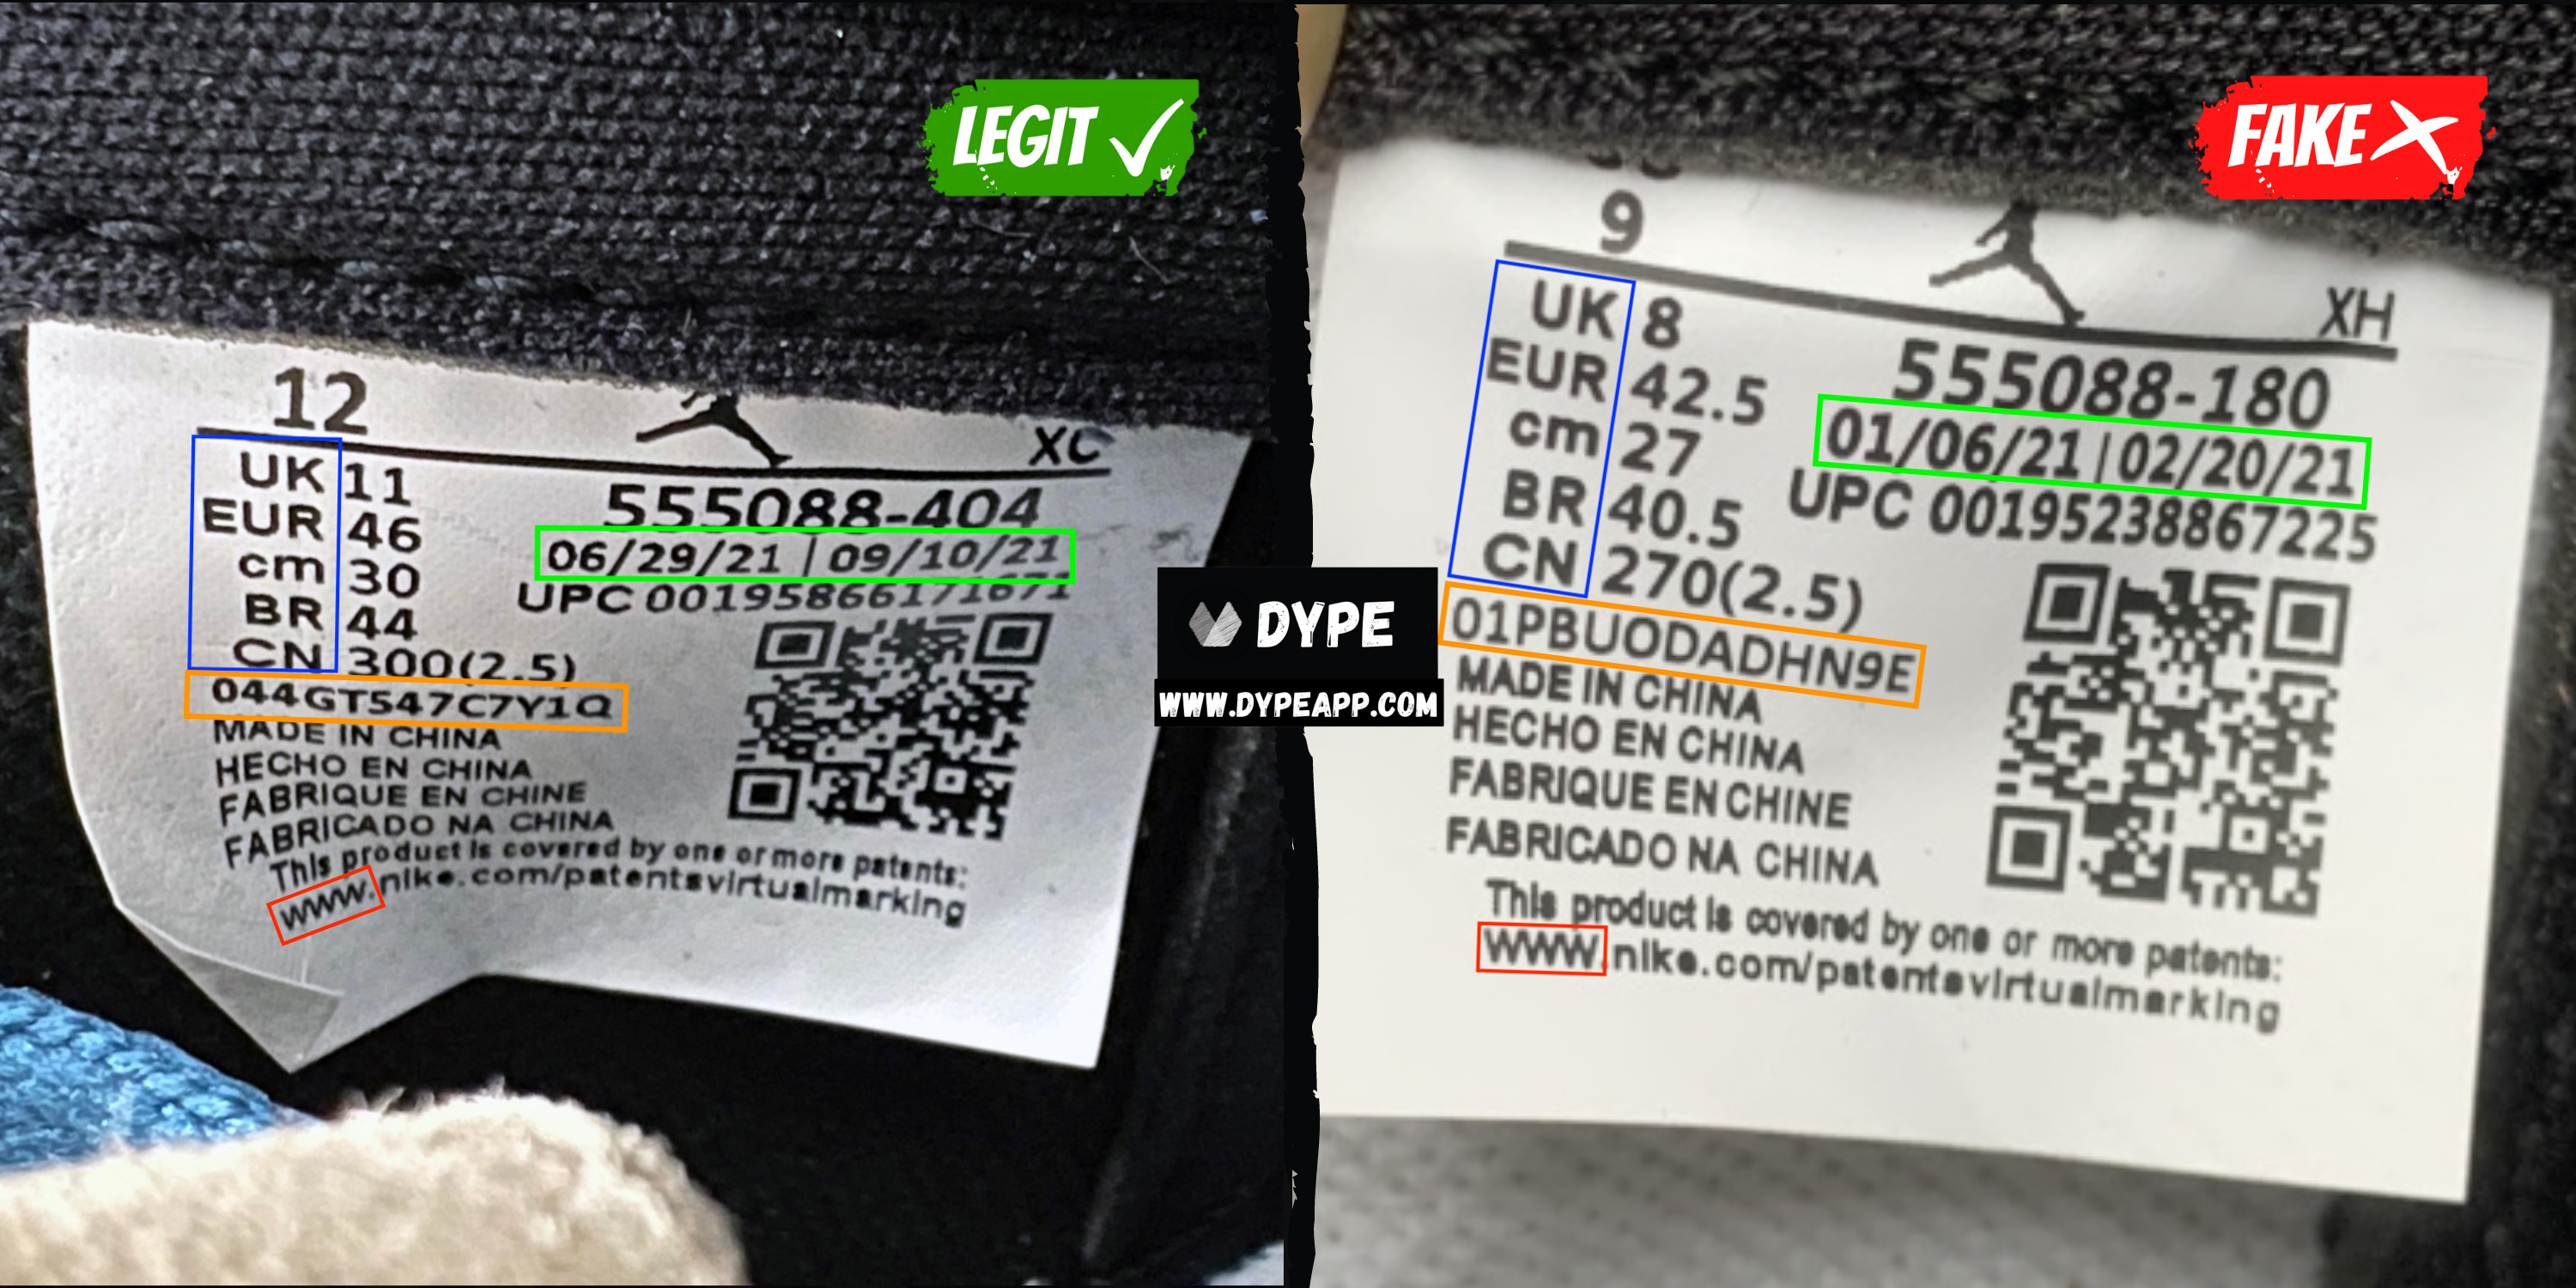 LEGIT
12
XC
UK 11
EUR 46
cm 30
BR 44
CN 300(2.5)
555088-404
06/29/21 | 09/10/21
UPC 00195866171671
044GT547C7Y1Q
MADE IN CHINA
HECHO EN CHINA
FABRIQUE EN CHINE
FABRICADO NA CHINA
This product is covered by one or more patents:
www.nike.com/patentsvirtualmarking
DYPE
WWW.DYPEAPP.COM
FAKE
9
XH
UK 8
EUR 42.5
cm 27
BR 40.5
CN 270(2.5)
555088-180
01/06/21 | 02/20/21
UPC 00195238867225
01PBUODADHN9E
MADE IN CHINA
HECHO EN CHINA
FABRIQUE EN CHINE
FABRICADO NA CHINA
This product is covered by one or more patents:
www.nike.com/patentsvirtualmarking